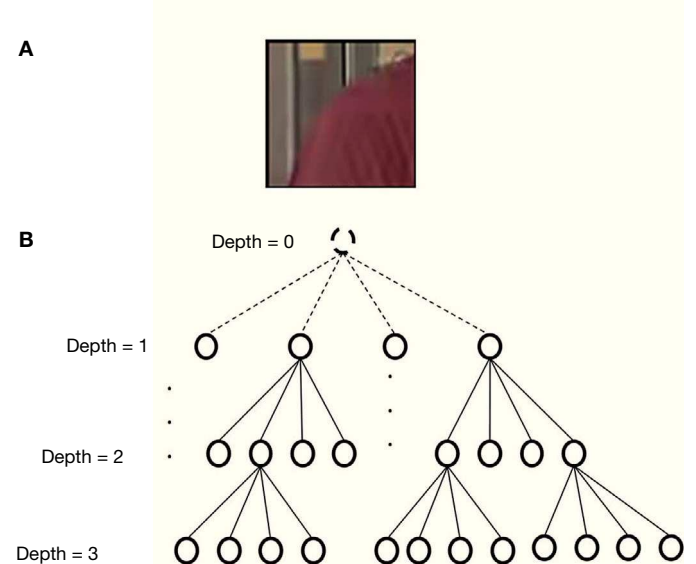 A
B
Depth = 0
Depth = 1
Depth = 2
Depth = 3